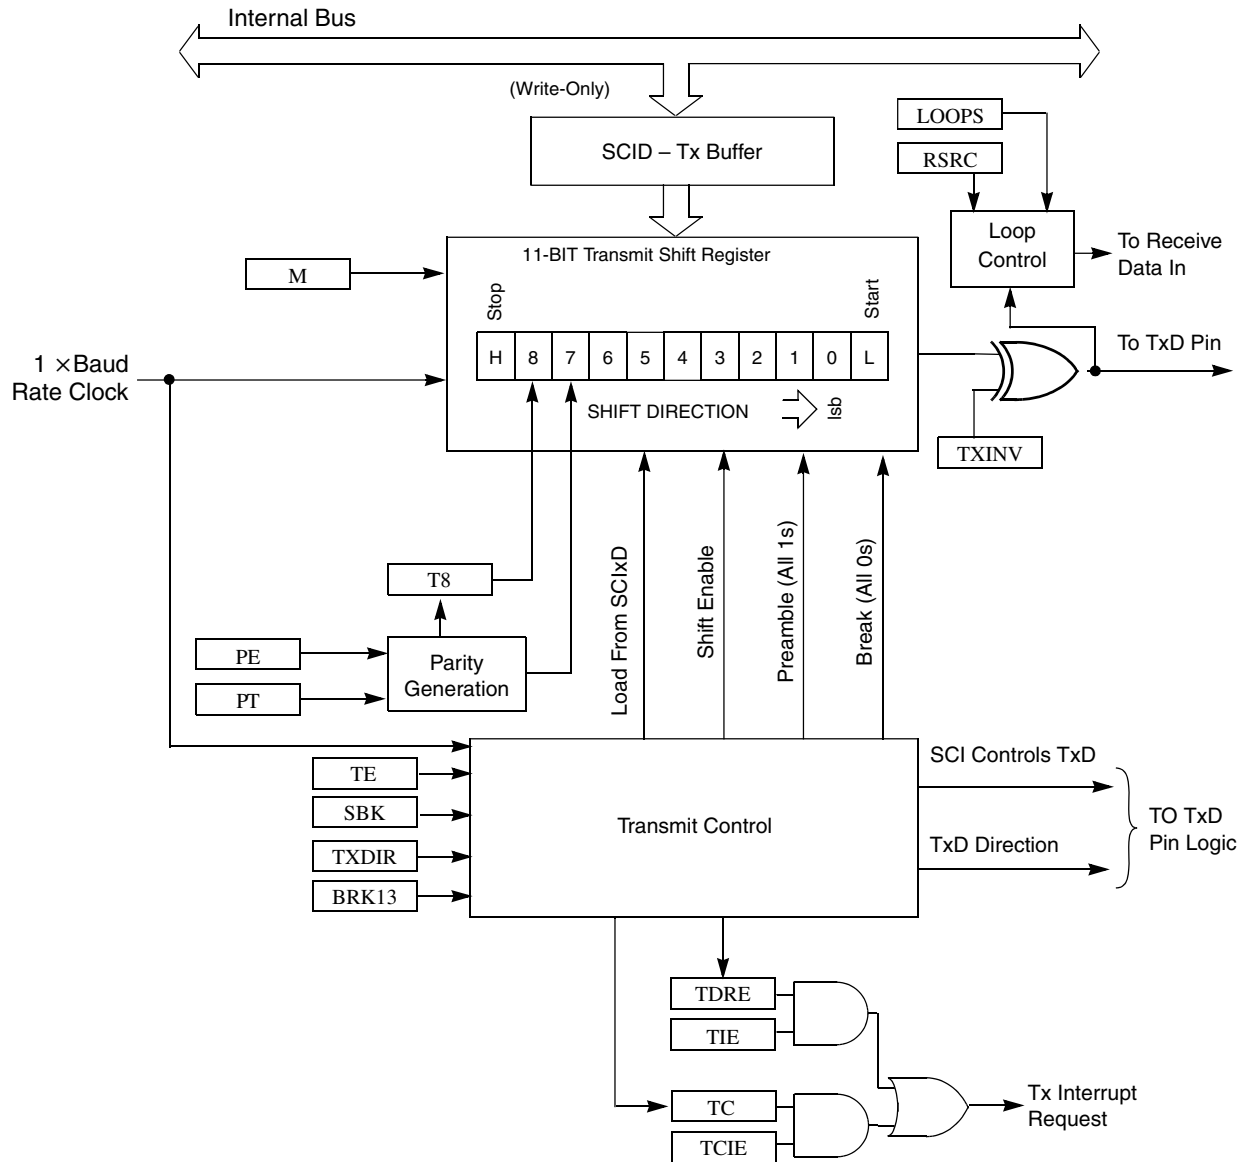 Internal Bus
(Write-Only)
LOOPS
SCID – Tx Buffer
RSRC
Loop
Control
To Receive
Data In
11-BIT Transmit Shift Register
M
Stop
Start
H 8 7 6 5 4 3 2 1 0 L
To TxD Pin
1 ×Baud
Rate Clock
SHIFT DIRECTION
lsb
TXINV
Load From SCIxD
Shift Enable
Preamble (All 1s)
Break (All 0s)
T8
PE
PT
Parity
Generation
TE
SBK
TXDIR
BRK13
Transmit Control
SCI Controls TxD
TxD Direction
TO TxD
Pin Logic
TDRE
TIE
TC
TCIE
Tx Interrupt
Request